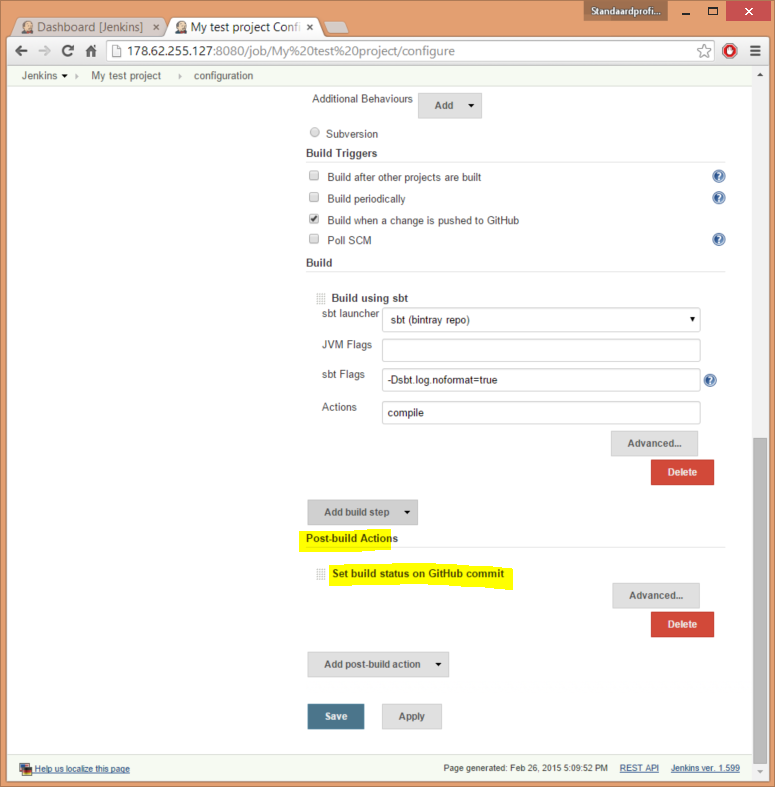 Standaardprofi...
Dashboard [Jenkins]
My test project Confi
178.62.255.127:8080/job/My%20test%20project/configure
Jenkins My test project configuration
Additional Behaviours Add
Subversion
Build Triggers
Build after other projects are built
Build periodically
Build when a change is pushed to GitHub
Poll SCM
Build
Build using sbt
sbt launcher sbt (bintray repo)
JVM Flags
sbt Flags -Dsbt.log.noformat=true
Actions compile
Advanced...
Delete
Add build step
Post-build Actions
Set build status on GitHub commit
Advanced...
Delete
Add post-build action
Save Apply
Help us localize this page Page generated: Feb 26, 2015 5:09:52 PM REST API Jenkins ver. 1.599